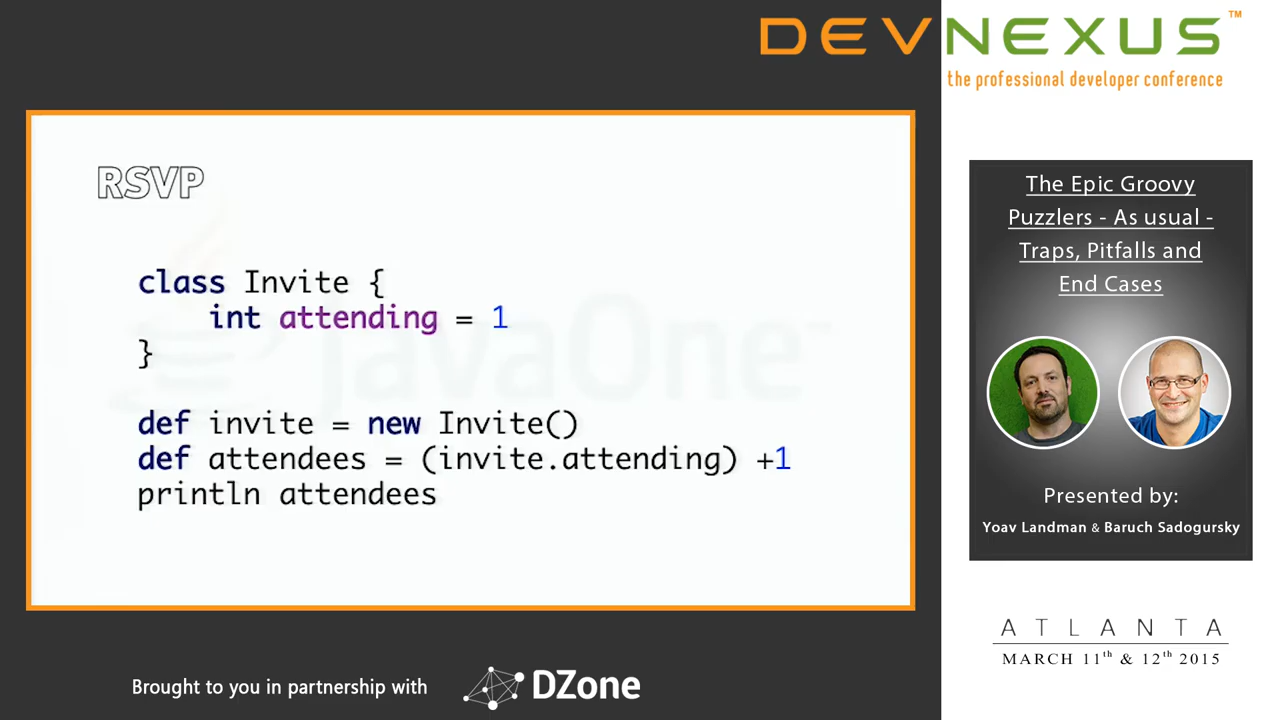 DEVNEXUS™
the professional developer conference
RSVP
class Invite {
int attending = 1
}
def invite = new Invite()
def attendees = (invite.attending) +1
println attendees
JavaOne™
The Epic Groovy
Puzzlers - As usual -
Traps, Pitfalls and
End Cases
Presented by:
Yoav Landman & Baruch Sadogursky
ATLANTA
MARCH 11th & 12th 2015
Brought to you in partnership with
DZone